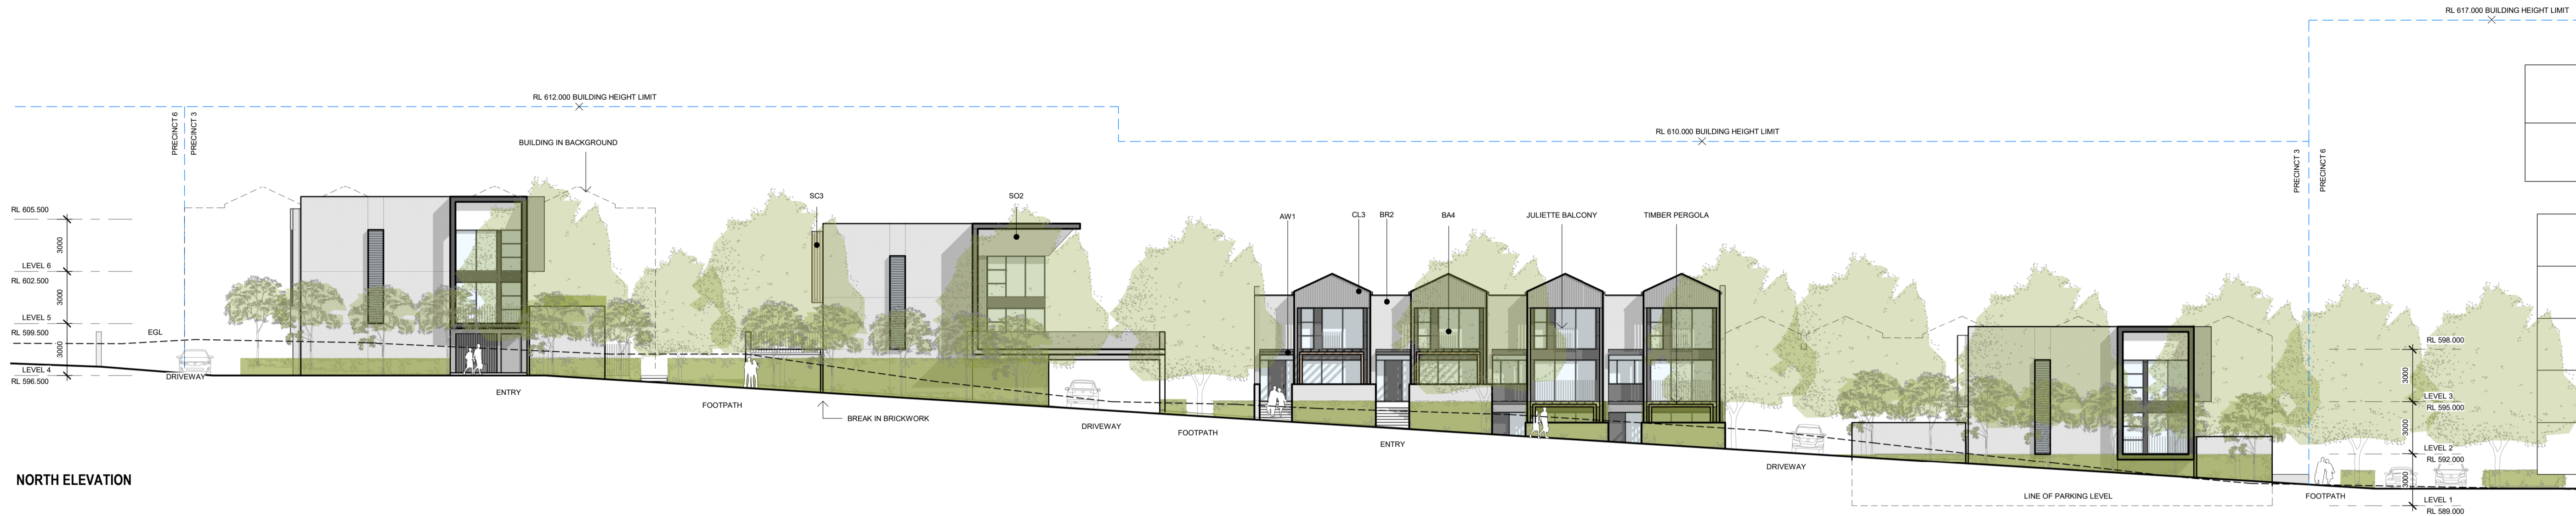 RL 617.000 BUILDING HEIGHT LIMIT
RL 612.000 BUILDING HEIGHT LIMIT
PRECINCT 6
PRECINCT 3
BUILDING IN BACKGROUND
RL 610.000 BUILDING HEIGHT LIMIT
PRECINCT 3
PRECINCT 6
SC3
SO2
AW1
CL3
BR2
BA4
JULIETTE BALCONY
TIMBER PERGOLA
RL 605.500
3000
LEVEL 6
RL 602.500
3000
LEVEL 5
RL 599.500
EGL
3000
LEVEL 4
RL 596.500
DRIVEWAY
ENTRY
FOOTPATH
BREAK IN BRICKWORK
DRIVEWAY
FOOTPATH
ENTRY
DRIVEWAY
LINE OF PARKING LEVEL
FOOTPATH
RL 598.000
3000
LEVEL 3
RL 595.000
3000
LEVEL 2
RL 592.000
3000
LEVEL 1
RL 589.000
NORTH ELEVATION